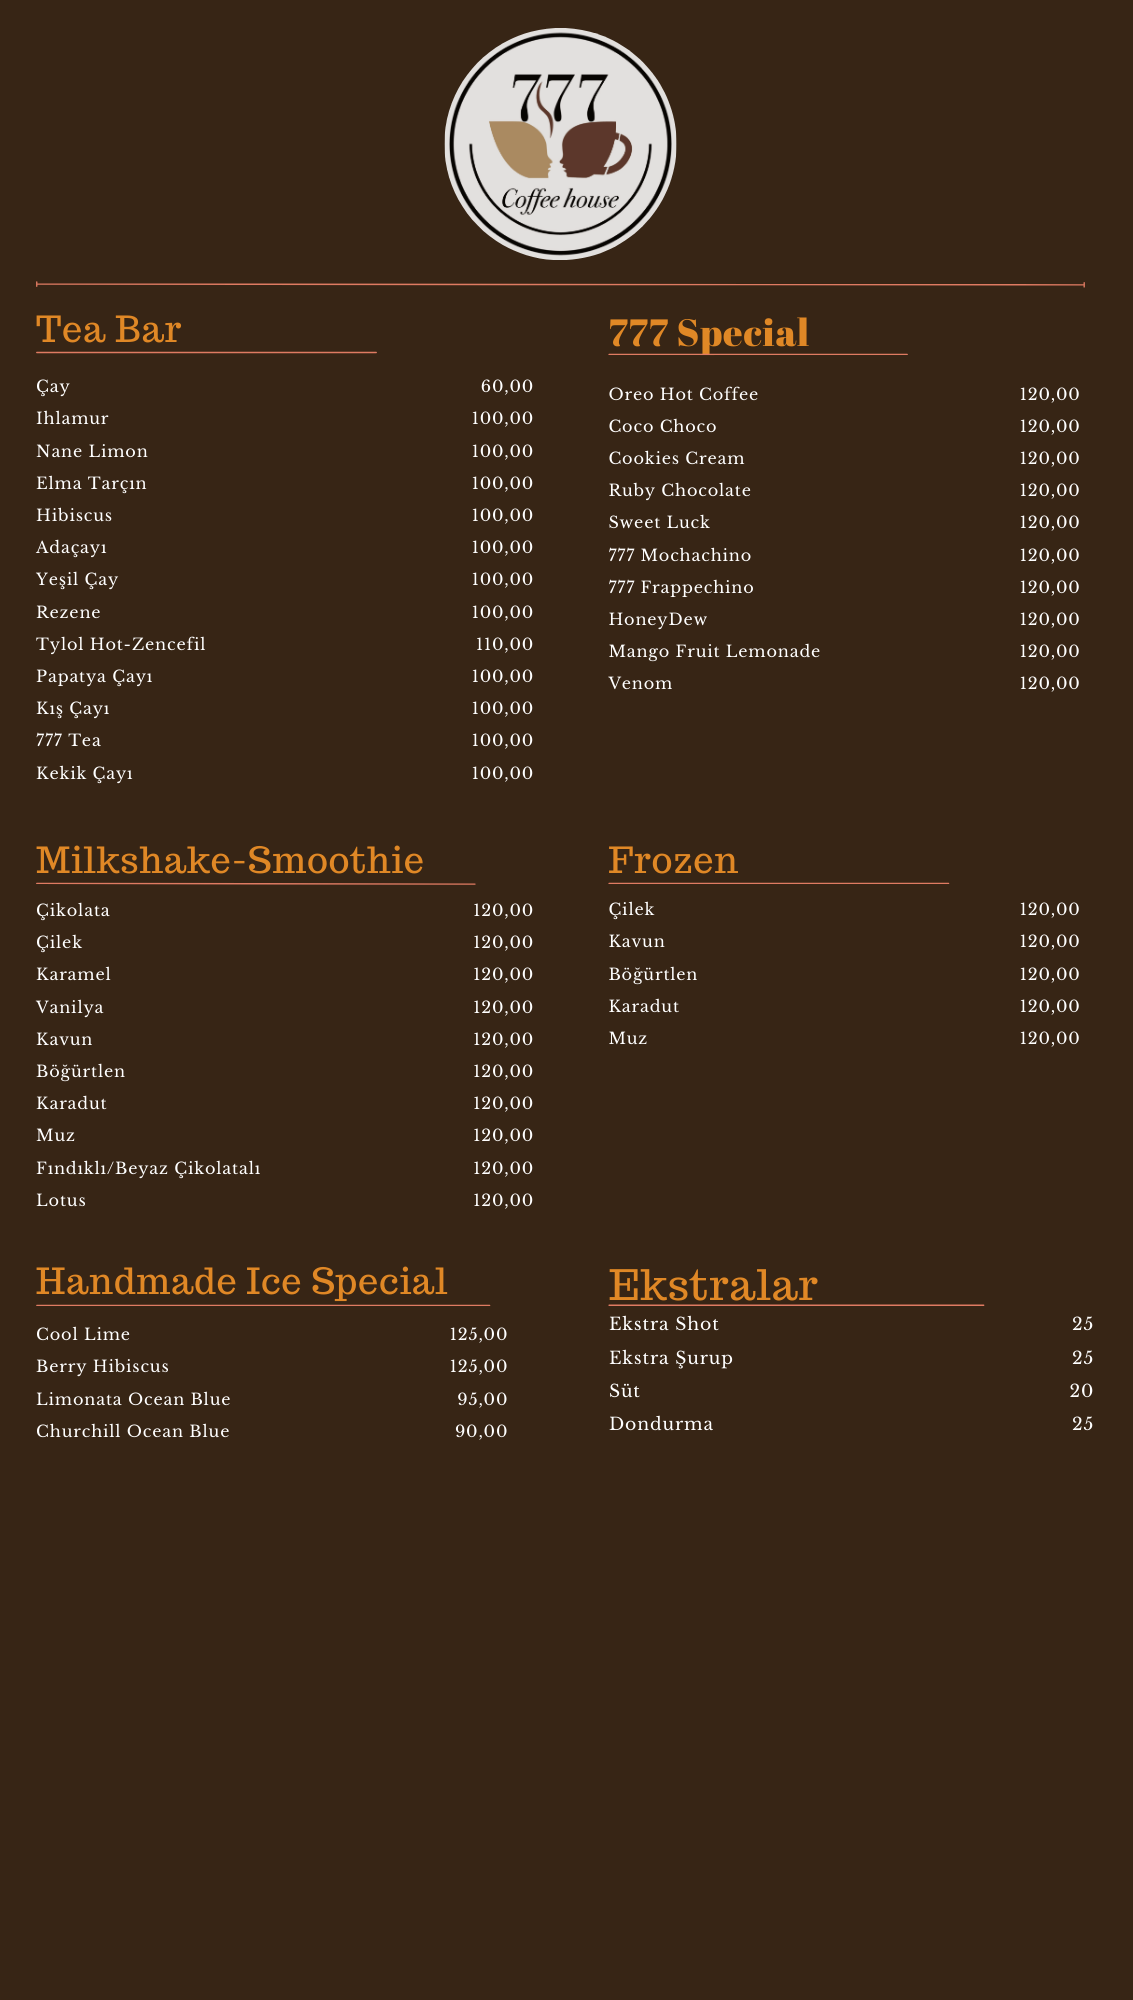 777
Coffee house
Tea Bar
Çay 60,00
Ihlamur 100,00
Nane Limon 100,00
Elma Tarçın 100,00
Hibiscus 100,00
Adaçayı 100,00
Yeşil Çay 100,00
Rezene 100,00
Tylol Hot-Zencefil 110,00
Papatya Çayı 100,00
Kış Çayı 100,00
777 Tea 100,00
Kekik Çayı 100,00
777 Special
Oreo Hot Coffee 120,00
Coco Choco 120,00
Cookies Cream 120,00
Ruby Chocolate 120,00
Sweet Luck 120,00
777 Mochachino 120,00
777 Frappechino 120,00
HoneyDew 120,00
Mango Fruit Lemonade 120,00
Venom 120,00
Milkshake-Smoothie
Çikolata 120,00
Çilek 120,00
Karamel 120,00
Vanilya 120,00
Kavun 120,00
Böğürtlen 120,00
Karadut 120,00
Muz 120,00
Fındıklı/Beyaz Çikolatalı 120,00
Lotus 120,00
Frozen
Çilek 120,00
Kavun 120,00
Böğürtlen 120,00
Karadut 120,00
Muz 120,00
Handmade Ice Special
Cool Lime 125,00
Berry Hibiscus 125,00
Limonata Ocean Blue 95,00
Churchill Ocean Blue 90,00
Ekstralar
Ekstra Shot 25
Ekstra Şurup 25
Süt 20
Dondurma 25